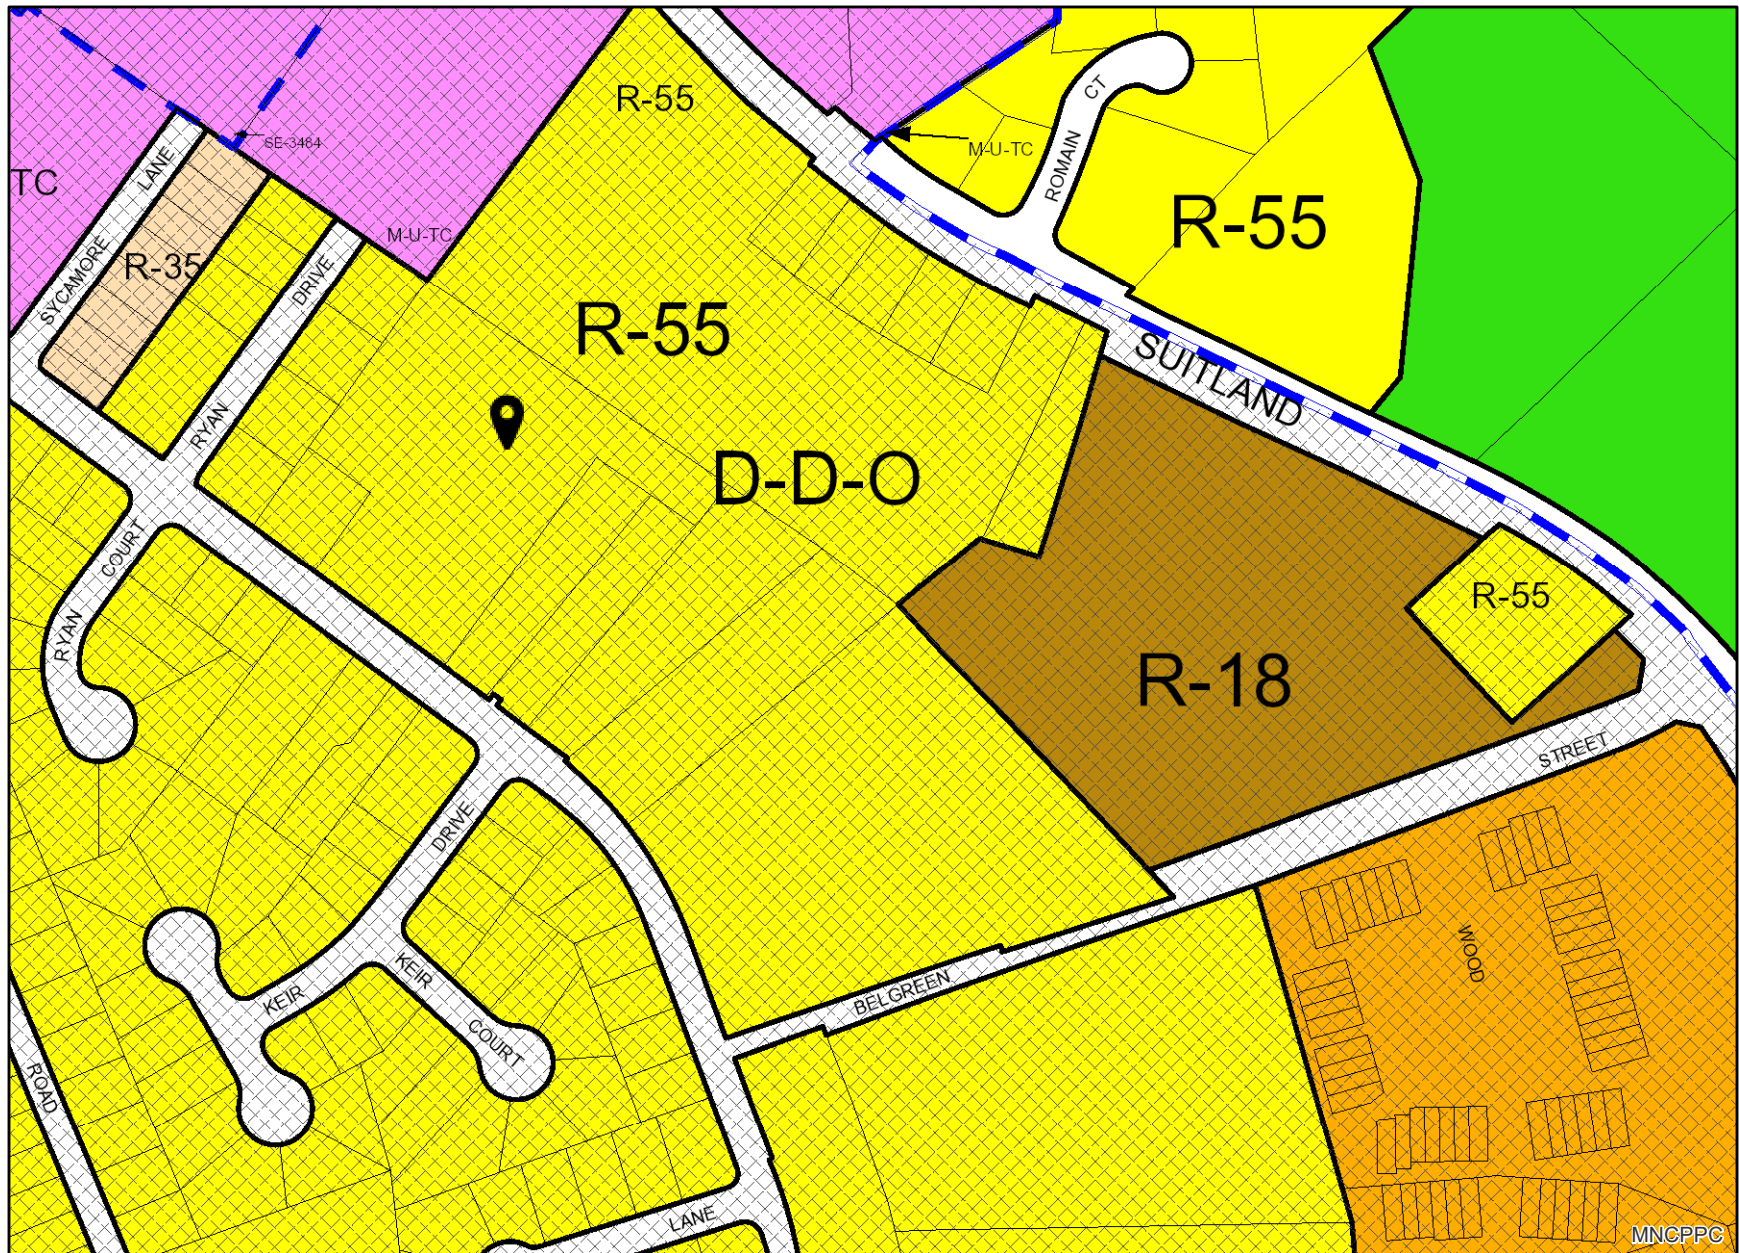 R-55
CT
SE-3484
M-U-TC
LANE
TC
ROMAIN
R-55
M-U-TC
SYCAMORE
R-35
DRIVE
R-55
SUITLAND
RYAN
D-D-O
COURT
R-55
RYAN
R-18
STREET
DRIVE
WOOD
KEIR
KEIR
BELGREEN
COURT
ROAD
LANE
MNCPPC